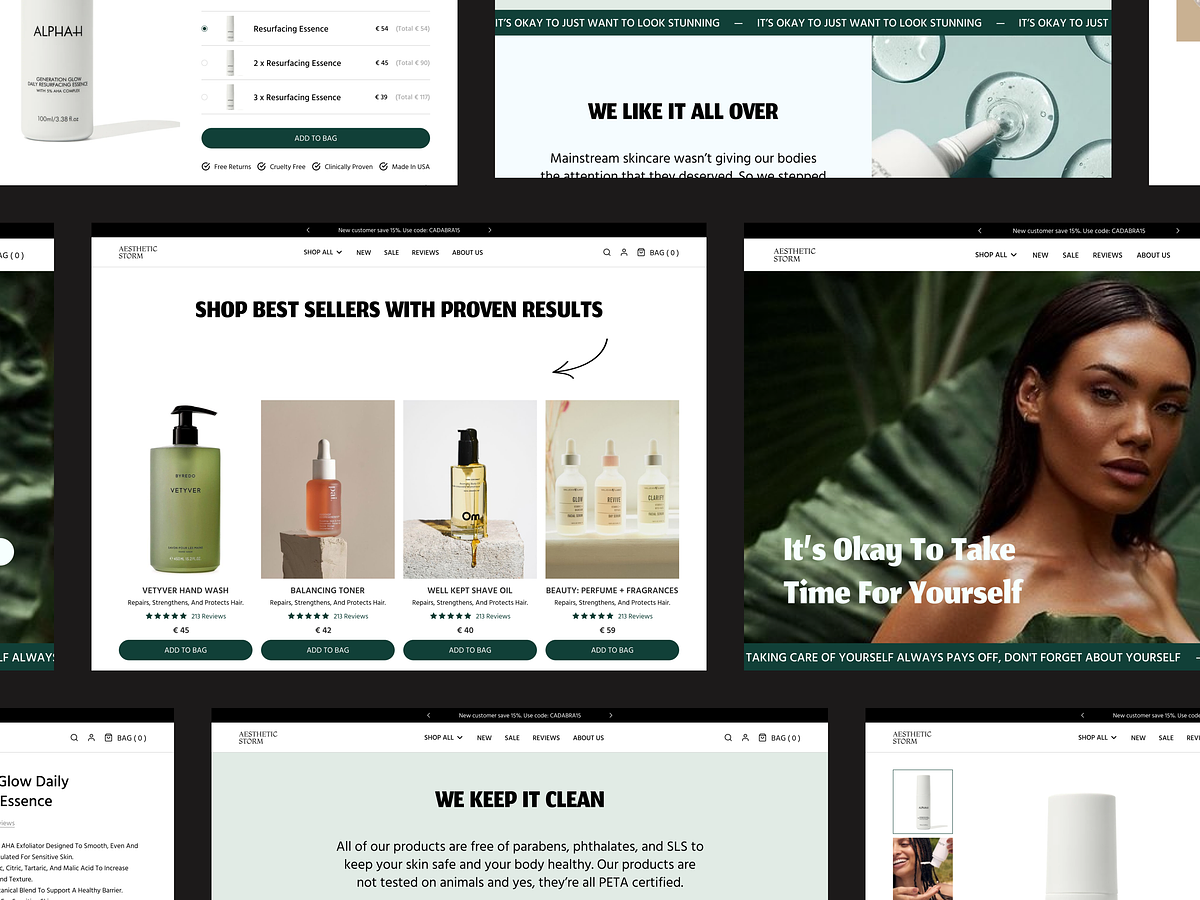 ALPHA-H
GENERATION GLOW
DAILY RESURFACING ESSENCE
WITH 5% AHA COMPLEX
100ml/3.38 fl.oz
Resurfacing Essence € 54 (Total € 54)
2 x Resurfacing Essence € 45 (Total € 90)
3 x Resurfacing Essence € 39 (Total € 117)
ADD TO BAG
Free Returns Cruelty Free Clinically Proven Made In USA
IT'S OKAY TO JUST WANT TO LOOK STUNNING — IT'S OKAY TO JUST WANT TO LOOK STUNNING — IT'S OKAY TO JUST
WE LIKE IT ALL OVER
Mainstream skincare wasn't giving our bodies
the attention that they deserved. So we stepped
AG ( 0 )
LF ALWAYS
New customer save 15%. Use code: CADABRA15
AESTHETIC
STORM
SHOP ALL NEW SALE REVIEWS ABOUT US
BAG ( 0 )
SHOP BEST SELLERS WITH PROVEN RESULTS
BYREDO
VETYVER
pai
Om
GLOW
REVIVE
CLARIFY
VETYVER HAND WASH
Repairs, Strengthens, And Protects Hair.
213 Reviews
€ 45
ADD TO BAG
BALANCING TONER
Repairs, Strengthens, And Protects Hair.
213 Reviews
€ 42
ADD TO BAG
WELL KEPT SHAVE OIL
Repairs, Strengthens, And Protects Hair.
213 Reviews
€ 40
ADD TO BAG
BEAUTY: PERFUME + FRAGRANCES
Repairs, Strengthens, And Protects Hair.
213 Reviews
€ 59
ADD TO BAG
New customer save 15%. Use code: CADABRA15
AESTHETIC
STORM
SHOP ALL NEW SALE REVIEWS ABOUT US
It's Okay To Take
Time For Yourself
TAKING CARE OF YOURSELF ALWAYS PAYS OFF, DON'T FORGET ABOUT YOURSELF —
BAG ( 0 )
Glow Daily
Essence
views
AHA Exfoliator Designed To Smooth, Even And
ulated For Sensitive Skin.
c, Citric, Tartaric, And Malic Acid To Increase
nd Texture.
tanical Blend To Support A Healthy Barrier.
New customer save 15%. Use code: CADABRA15
AESTHETIC
STORM
SHOP ALL NEW SALE REVIEWS ABOUT US
BAG ( 0 )
WE KEEP IT CLEAN
All of our products are free of parabens, phthalates, and SLS to
keep your skin safe and your body healthy. Our products are
not tested on animals and yes, they're all PETA certified.
New customer save 15%. Use code
AESTHETIC
STORM
SHOP ALL NEW SALE REVI